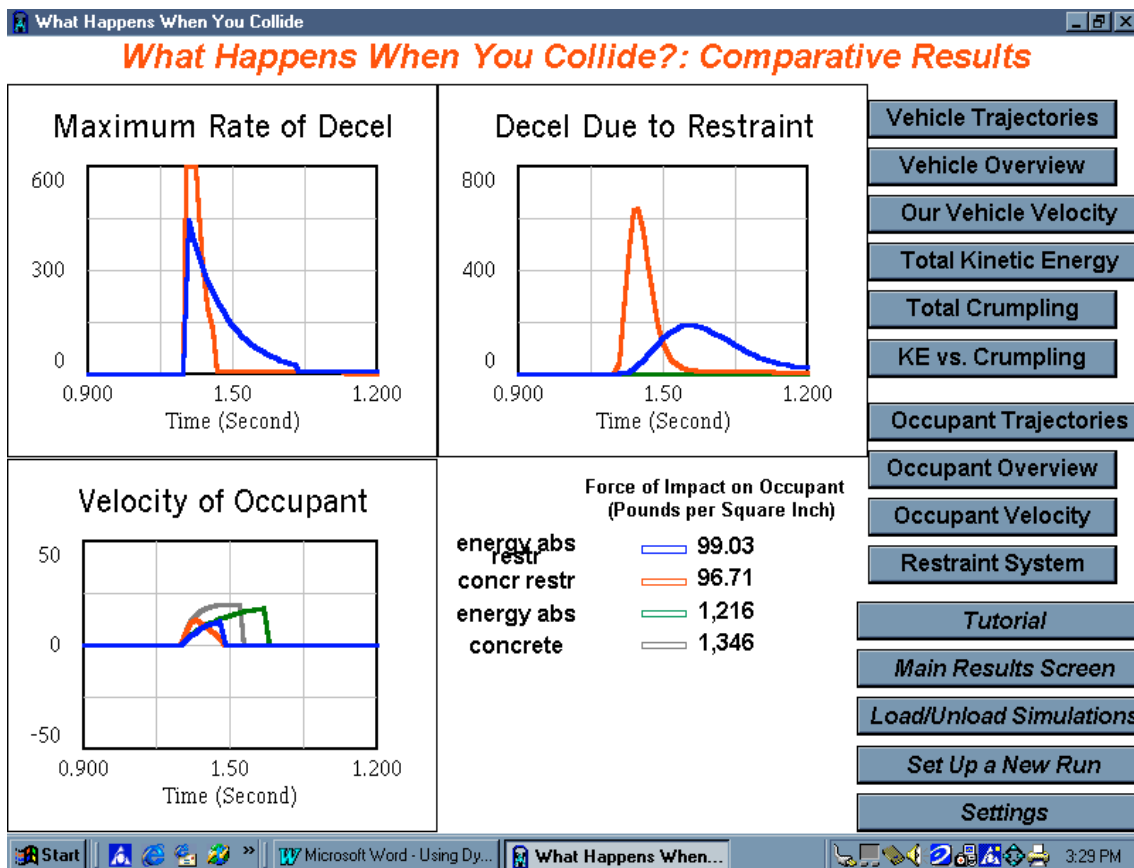 What Happens When You Collide
What Happens When You Collide?: Comparative Results
Maximum Rate of Decel
600
300
0
0.900 1.50 1.200
Time (Second)
Decel Due to Restraint
800
400
0
0.900 1.50 1.200
Time (Second)
Velocity of Occupant
50
0
-50
0.900 1.50 1.200
Time (Second)
Force of Impact on Occupant
(Pounds per Square Inch)
energy abs restr 99.03
concr restr 96.71
energy abs 1,216
concrete 1,346
Vehicle Trajectories
Vehicle Overview
Our Vehicle Velocity
Total Kinetic Energy
Total Crumpling
KE vs. Crumpling
Occupant Trajectories
Occupant Overview
Occupant Velocity
Restraint System
Tutorial
Main Results Screen
Load/Unload Simulations
Set Up a New Run
Settings
Start » Microsoft Word - Using Dy... What Happens When... 3:29 PM